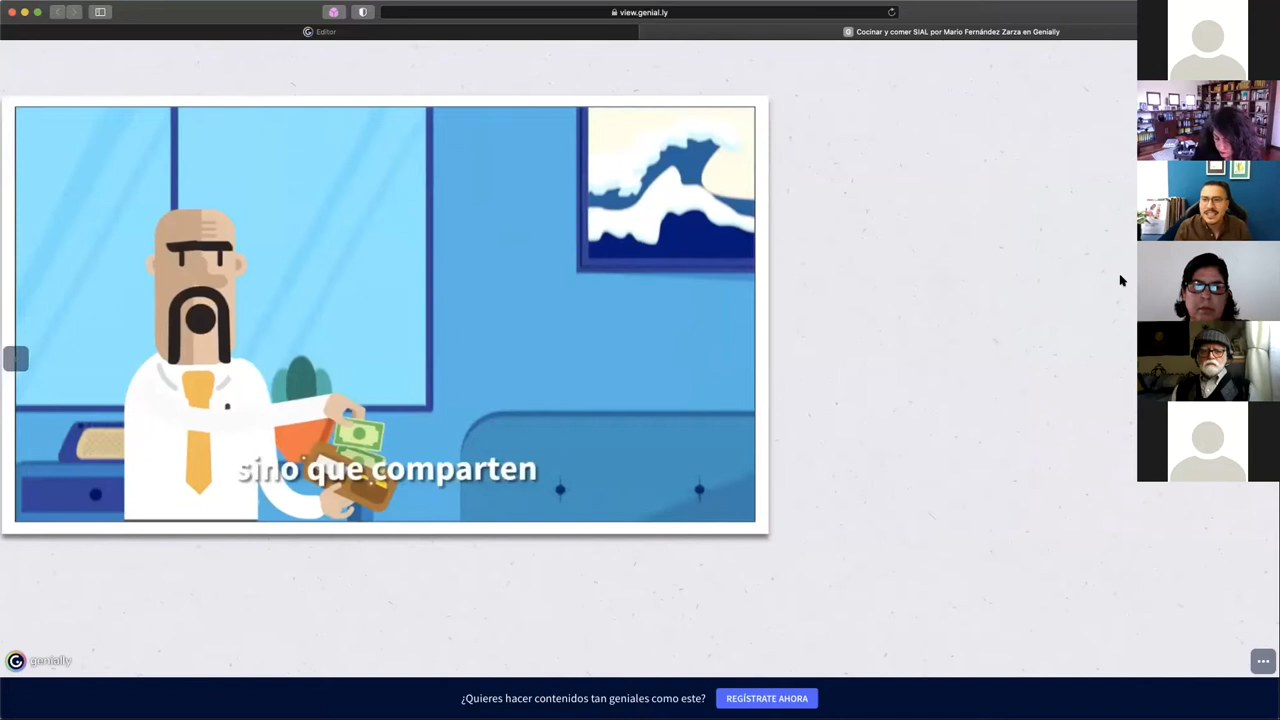 view.genial.ly
Editor
Cocinar y comer SIAL por Mario Fernández Zarza en Genially
sino que comparten
genially
¿Quieres hacer contenidos tan geniales como este?
REGÍSTRATE AHORA